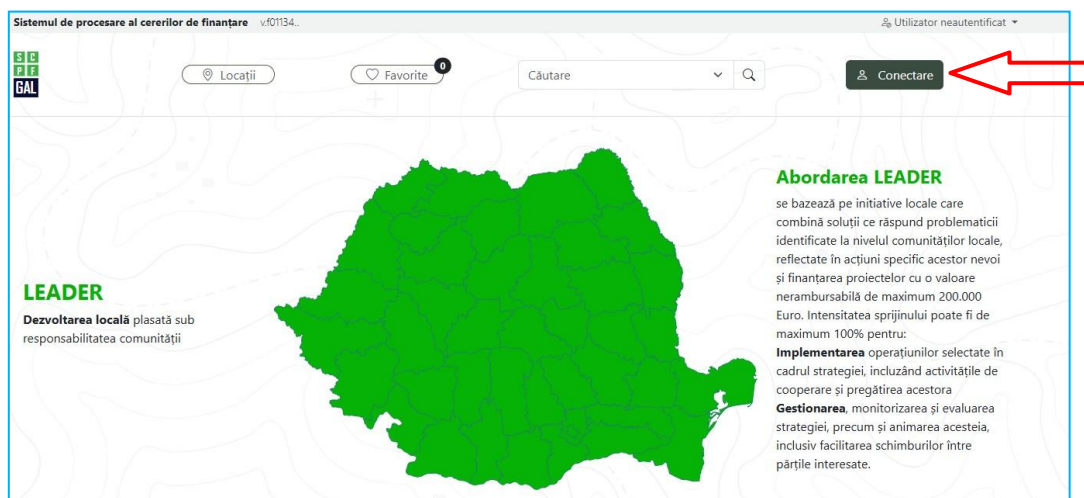 Sistemul de procesare al cererilor de finanțare v.f01134..
Utilizator neautentificat
S C
P F
GAL
Locații
Favorite
0
Căutare
Conectare
LEADER
Dezvoltarea locală plasată sub
responsabilitatea comunității
Abordarea LEADER
se bazează pe initiative locale care
combină soluții ce răspund problematicii
identificate la nivelul comunităților locale,
reflectate în acțiuni specific acestor nevoi
și finanțarea proiectelor cu o valoare
nerambursabilă de maximum 200.000
Euro. Intensitatea sprijinului poate fi de
maximum 100% pentru:
Implementarea operațiunilor selectate în
cadrul strategiei, incluzând activitățile de
cooperare și pregătirea acestora
Gestionarea, monitorizarea și evaluarea
strategiei, precum și animarea acesteia,
inclusiv facilitarea schimburilor între
părțile interesate.